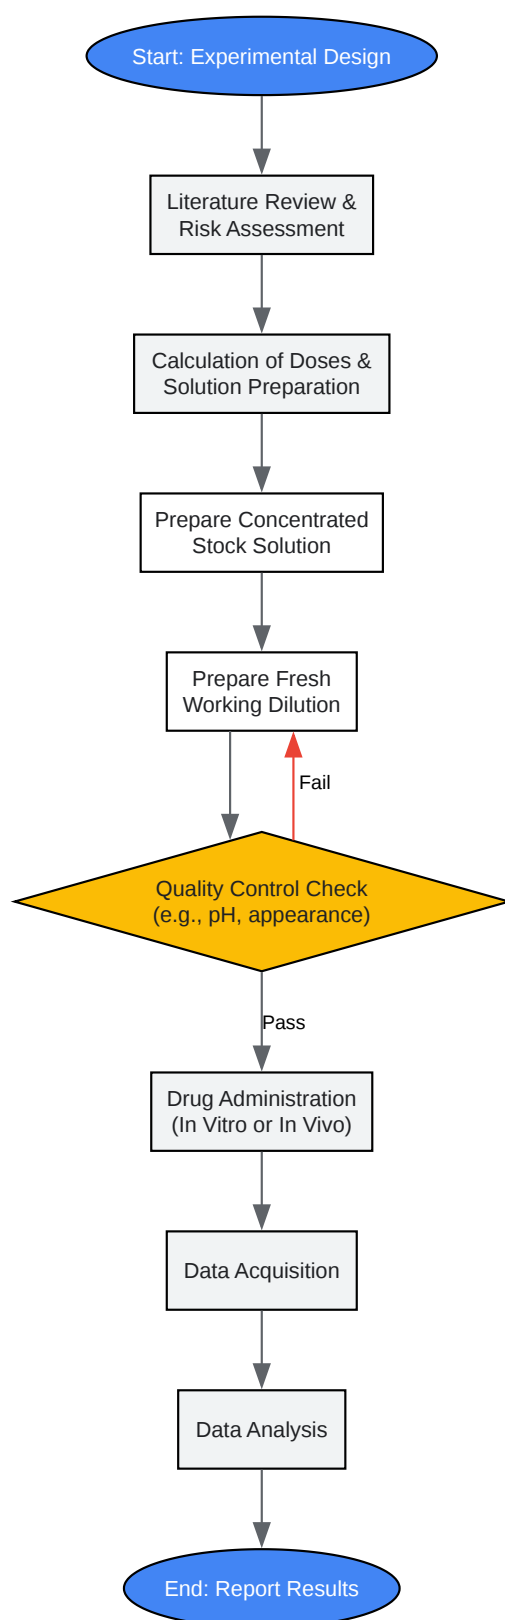 Start: Experimental Design
Literature Review &
Risk Assessment
Calculation of Doses &
Solution Preparation
Prepare Concentrated
Stock Solution
Prepare Fresh
Working Dilution
Fail
Quality Control Check
(e.g., pH, appearance)
Pass
Drug Administration
(In Vitro or In Vivo)
Data Acquisition
Data Analysis
End: Report Results